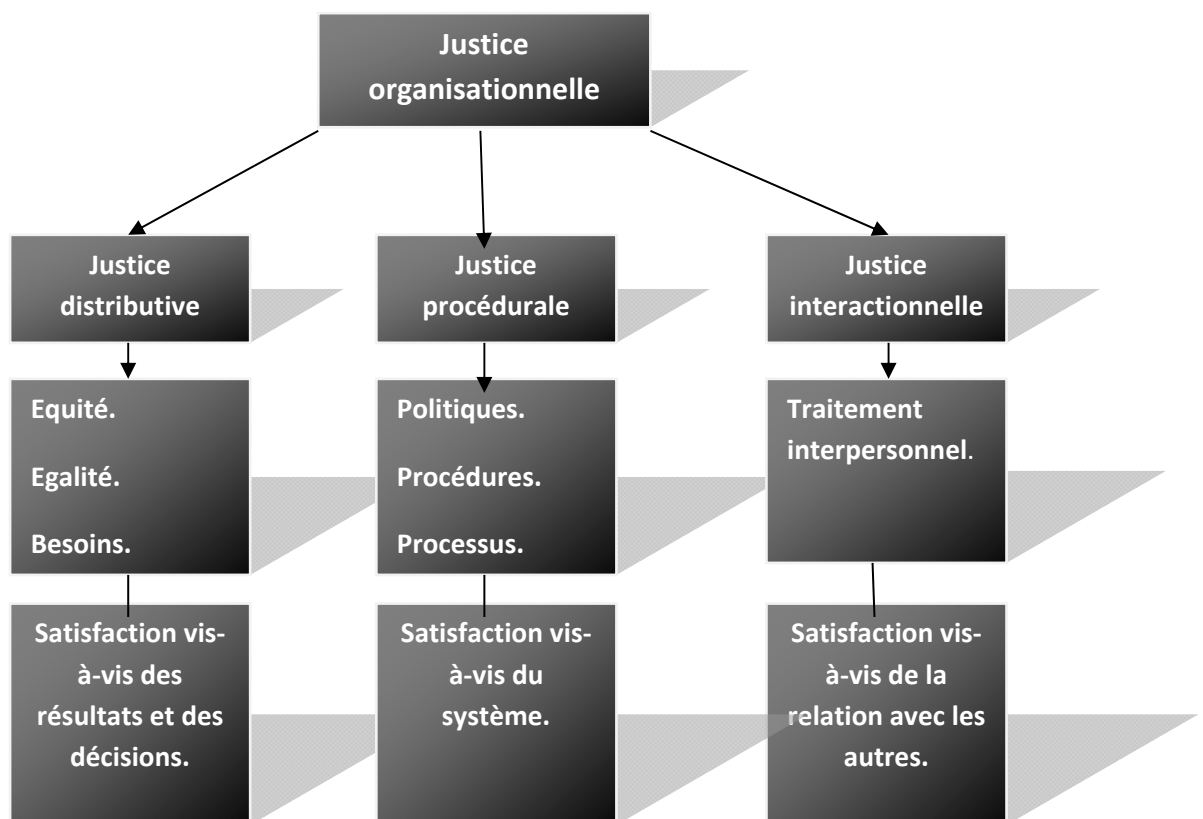 Justice
organisationnelle
Justice
distributive
Justice
procédurale
Justice
interactionnelle
Equité.
Egalité.
Besoins.
Politiques.
Procédures.
Processus.
Traitement
interpersonnel.
Satisfaction vis-
à-vis des
résultats et des
décisions.
Satisfaction vis-
à-vis du
système.
Satisfaction vis-
à-vis de la
relation avec les
autres.